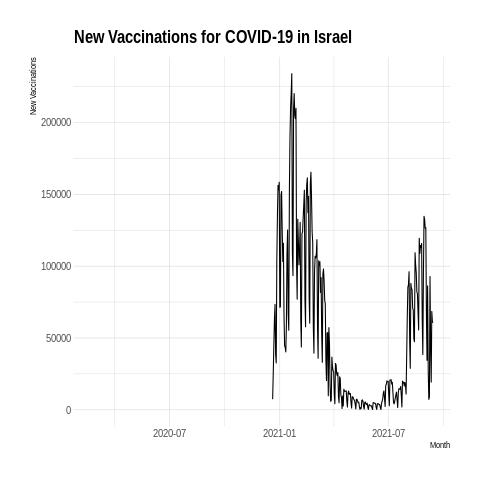 New Vaccinations for COVID-19 in Israel
New Vaccinations
200000
150000
100000
50000
0
2020-07 2021-01 2021-07
Month